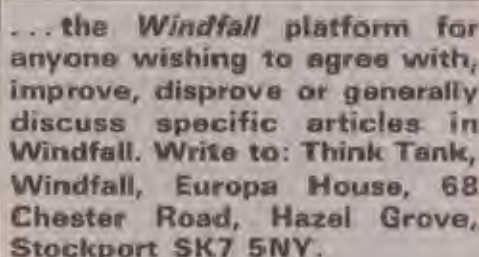 ... the Windfall platform for
anyone wishing to agree with,
improve, disprove or generally
discuss specific articles in
Windfall. Write to: Think Tank,
Windfall, Europa House, 68
Chester Road, Hazel Grove,
Stockport SK7 5NY.